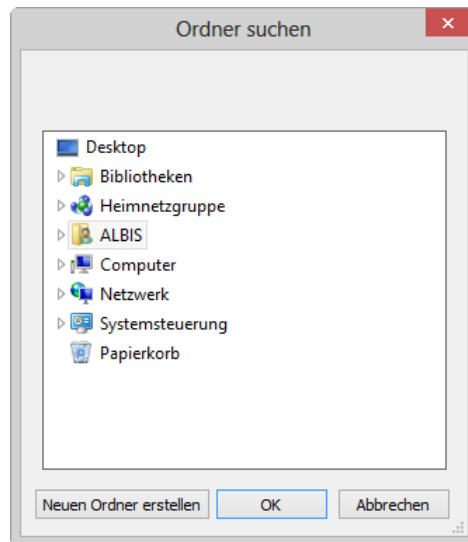 Ordner suchen
Desktop
Bibliotheken
Heimnetzgruppe
ALBIS
Computer
Netzwerk
Systemsteuerung
Papierkorb
Neuen Ordner erstellen OK Abbrechen